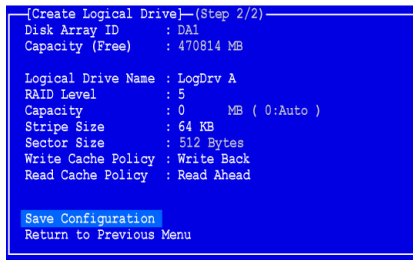 [Create Logical Drive]—(Step 2/2)
Disk Array ID : DA1
Capacity (Free) : 470814 MB
Logical Drive Name : LogDrv A
RAID Level : 5
Capacity : 0 MB ( 0:Auto )
Stripe Size : 64 KB
Sector Size : 512 Bytes
Write Cache Policy : Write Back
Read Cache Policy : Read Ahead
Save Configuration
Return to Previous Menu